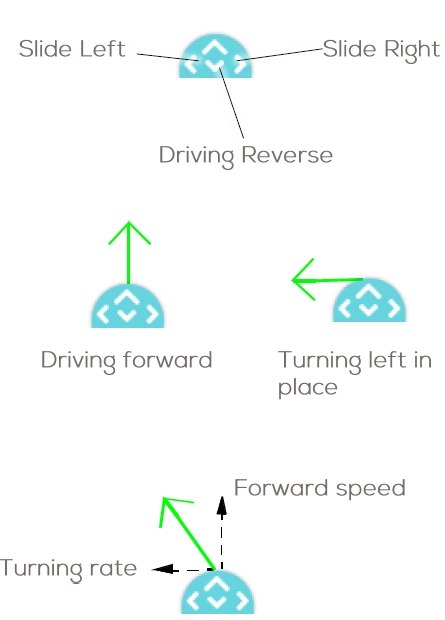 Slide Left
Slide Right
Driving Reverse
Driving forward
Turning left in
place
Forward speed
Turning rate